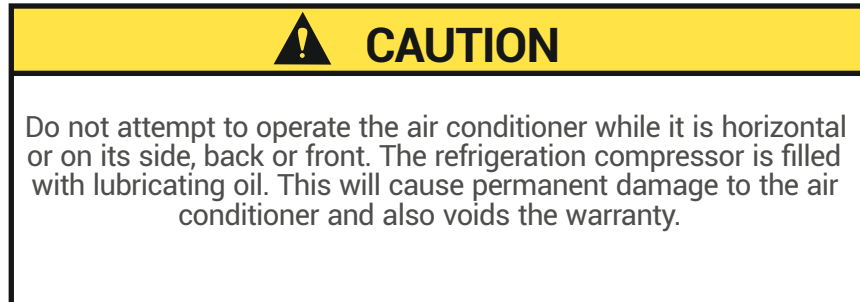 CAUTION
Do not attempt to operate the air conditioner while it is horizontal
or on its side, back or front. The refrigeration compressor is filled
with lubricating oil. This will cause permanent damage to the air
conditioner and also voids the warranty.